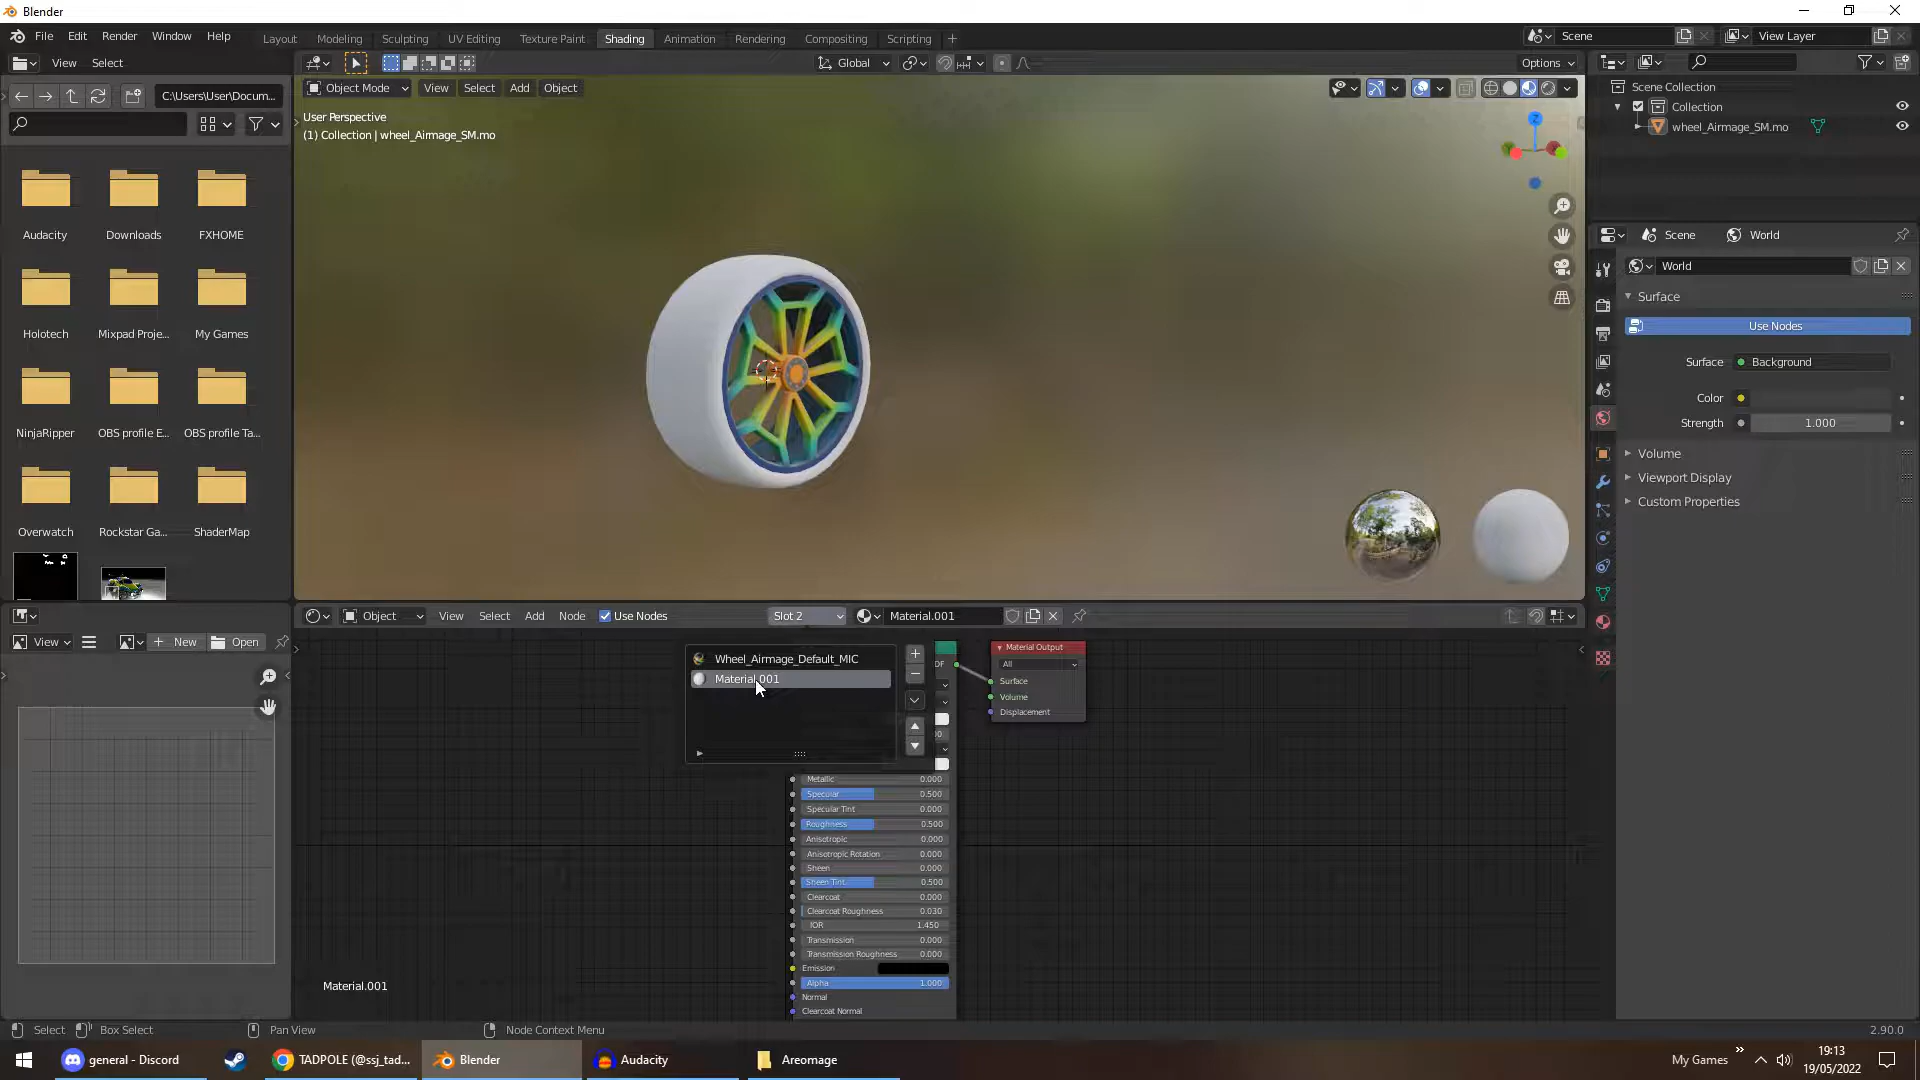 Blender
File Edit Render Window Help
Layout Modeling Sculpting UV Editing Texture Paint Shading Animation Rendering Compositing Scripting
Scene View Layer
View Select
Global Options
C:\Users\User\Docum...
Object Mode View Select Add Object
User Perspective
(1) Collection | wheel_Airmage_SM.mo
Z
Audacity Downloads FXHOME
Holotech Mixpad Proje... My Games
NinjaRipper OBS profile E... OBS profile Ta...
Overwatch Rockstar Ga... ShaderMap
Scene Collection
Collection
wheel_Airmage_SM.mo
Scene World
World
Surface
Use Nodes
Surface Background
Color
Strength 1.000
Volume
Viewport Display
Custom Properties
Object View Select Add Node Use Nodes Slot 2 Material.001
View New Open
Wheel_Airmage_Default_MIC
Material.001
Material Output
All
Surface
Volume
Displacement
Metallic 0.000
Specular 0.500
Specular Tint 0.000
Roughness 0.500
Anisotropic 0.000
Anisotropic Rotation 0.000
Sheen 0.000
Sheen Tint 0.500
Clearcoat 0.000
Clearcoat Roughness 0.030
IOR 1.450
Transmission 0.000
Transmission Roughness 0.000
Emission
Alpha 1.000
Normal
Clearcoat Normal
Material.001
Select Box Select Pan View Node Context Menu 2.90.0
general - Discord TADPOLE (@ssj_tad... Blender Audacity Areomage My Games
19:13
19/05/2022